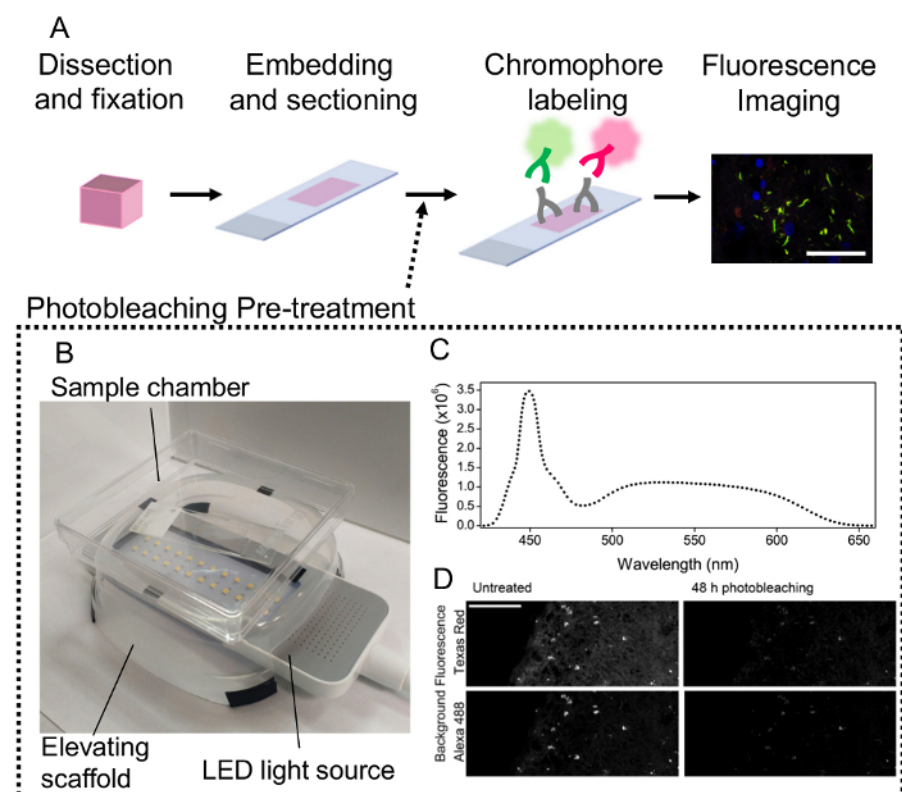 A
Dissection
and fixation
Embedding
and sectioning
Chromophore
labeling
Fluorescence
Imaging
Photobleaching Pre-treatment
B
Sample chamber
Elevating
scaffold
LED light source
C
Fluorescence (x10⁶)
3.5
3.0
2.5
2.0
1.5
1.0
0.5
0.0
450
500
550
600
650
Wavelength (nm)
D
Untreated
48 h photobleaching
Background Fluorescence
Texas Red
Alexa 488